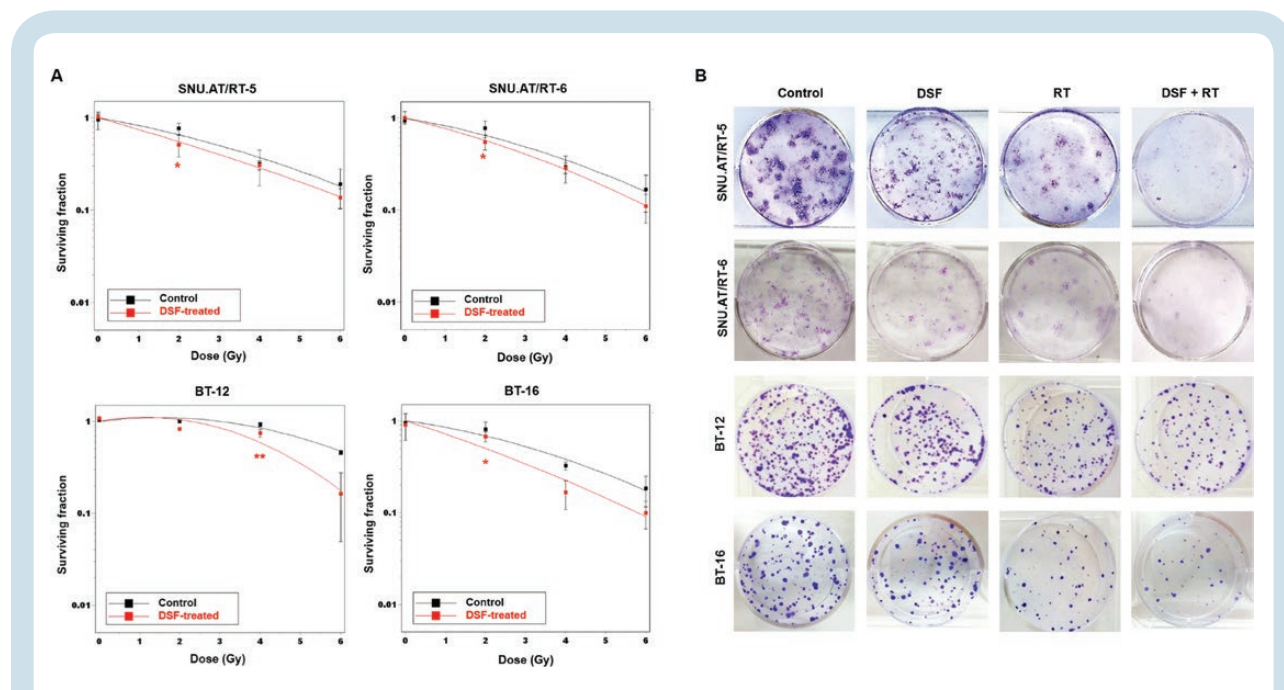 A
SNU.AT/RT-5
Surviving fraction
1
0.1
0.01
Control
DSF-treated
*
0 1 2 3 4 5 6
Dose (Gy)
SNU.AT/RT-6
Surviving fraction
1
0.1
0.01
Control
DSF-treated
*
0 1 2 3 4 5 6
Dose (Gy)
BT-12
Surviving fraction
1
0.1
0.01
Control
DSF-treated
**
0 1 2 3 4 5 6
Dose (Gy)
BT-16
Surviving fraction
1
0.1
0.01
Control
DSF-treated
*
0 1 2 3 4 5 6
Dose (Gy)
B
Control DSF RT DSF + RT
SNU.AT/RT-5
SNU.AT/RT-6
BT-12
BT-16